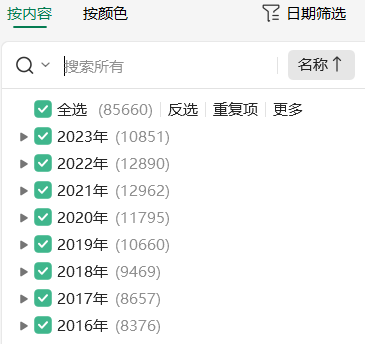 按内容 按颜色 日期筛选
搜索所有 名称↑
全选 (85660) 反选 重复项 更多
2023年 (10851)
2022年 (12890)
2021年 (12962)
2020年 (11795)
2019年 (10660)
2018年 (9469)
2017年 (8657)
2016年 (8376)